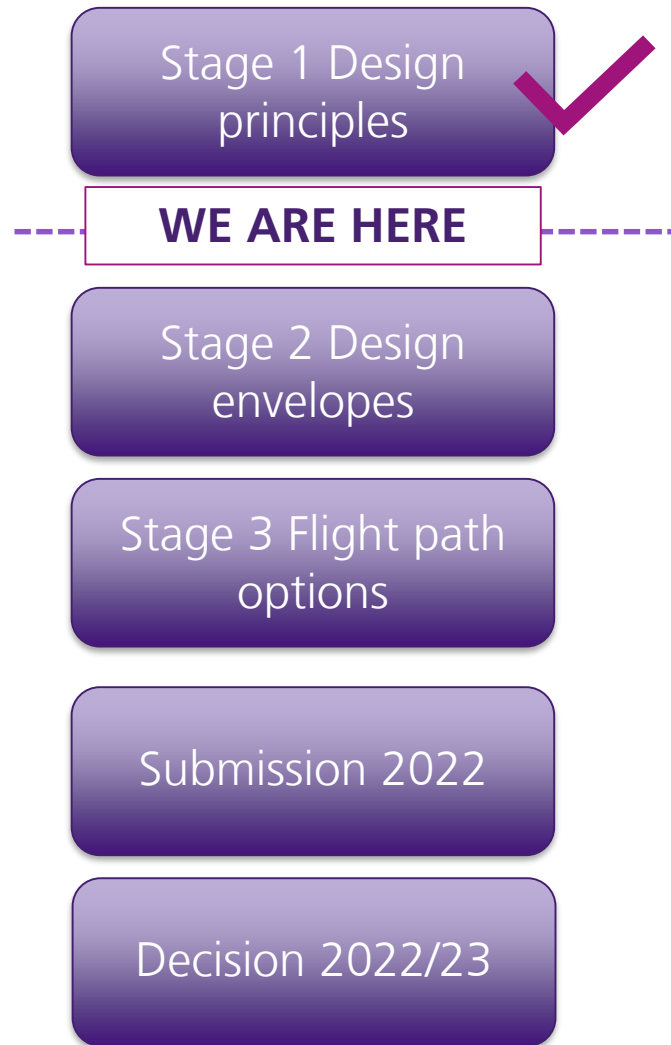 Stage 1 Design
principles
WE ARE HERE
Stage 2 Design
envelopes
Stage 3 Flight path
options
Submission 2022
Decision 2022/23